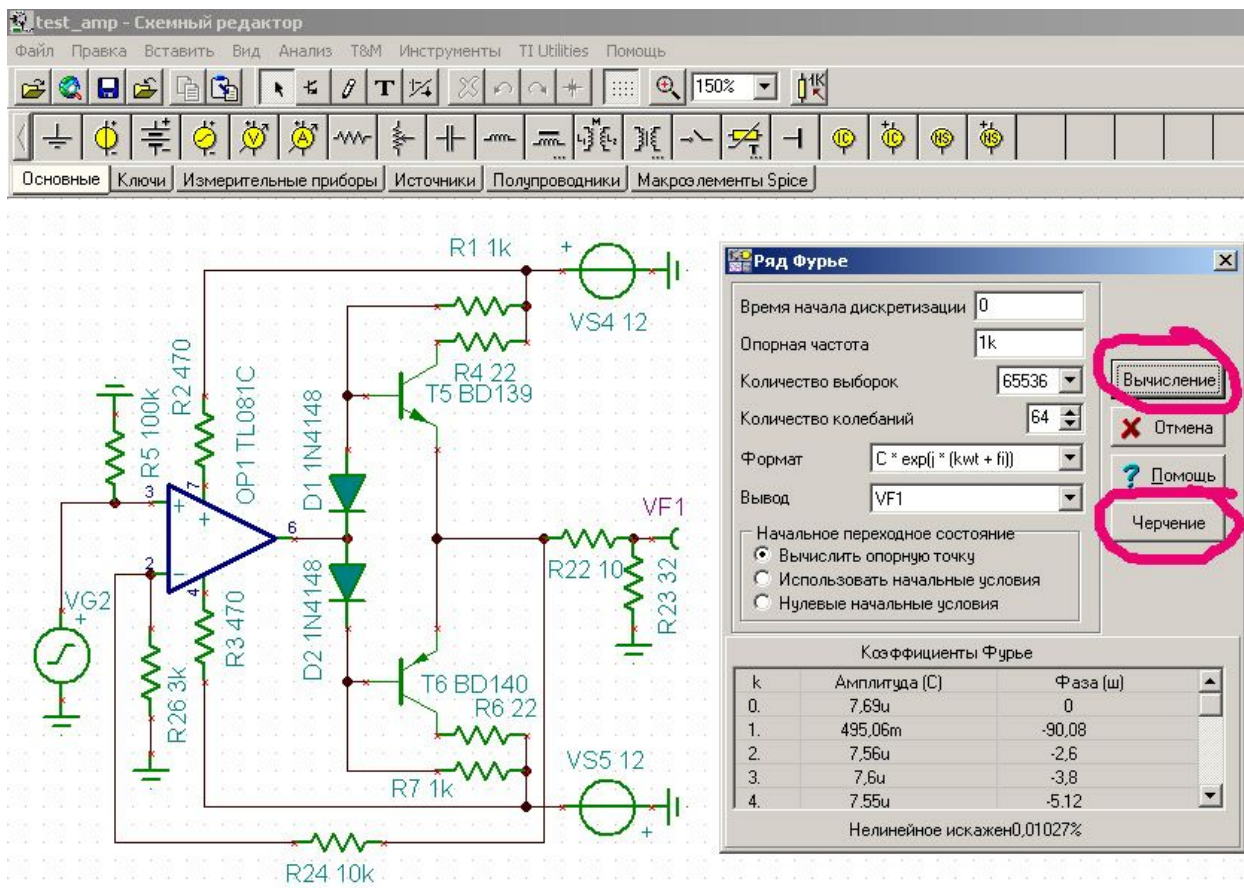 test_amp - Схемный редактор
Файл Правка Вставить Вид Анализ T&M Инструменты TI Utilities Помощь
T 150% 1K
Основные Ключи Измерительные приборы Источники Полупроводники Макроэлементы Spice
R1 1k
VS4 12
R4 22
T5 BD139
R2 470
OP1 TL081C
R5 100k
D1 1N4148
3
7
6
2
4
VF1
R22 10
R23 32
VG2
R3 470
D2 1N4148
R26 3k
T6 BD140
R6 22
VS5 12
R7 1k
R24 10k
Ряд Фурье
Время начала дискретизации 0
Опорная частота 1k
Количество выборок 65536
Количество колебаний 64
Формат C * exp(j * (kwt + fi))
Вывод VF1
Вычисление
Отмена
Помощь
Черчение
Начальное переходное состояние
Вычислить опорную точку
Использовать начальные условия
Нулевые начальные условия
Коэффициенты Фурье
k Амплитуда (C) Фаза (ш)
0. 7,69u 0
1. 495,06m -90,08
2. 7,56u -2,6
3. 7,6u -3,8
4. 7.55u -5.12
Нелинейное искажен0,01027%